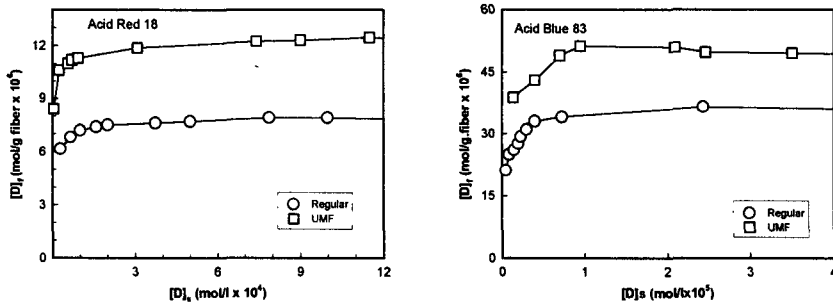 Acid Red 18
[D]f (mol/g fiber x 10⁶)
12
9
6
3
0
0
3
6
9
12
[D]s (mol/l x 10⁴)
Regular
UMF
Acid Blue 83
[D]f (mol/g.fiber x 10⁶)
60
45
30
15
0
0
1
2
3
4
[D]s (mol/lx10⁵)
Regular
UMF